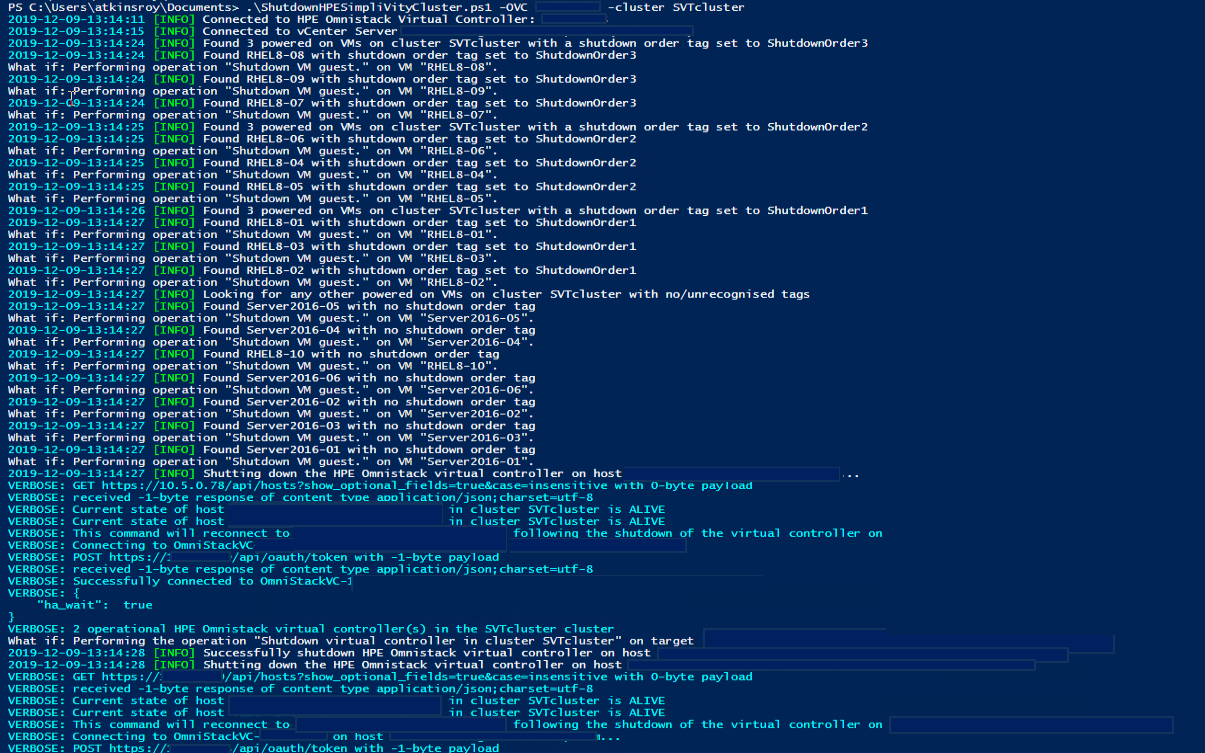 PS C:\Users\atkinsroy\Documents> .\ShutdownHPESimpliVityCluster.ps1 -OVC -cluster SVTcluster
2019-12-09-13:14:11 [INFO] Connected to HPE Omnistack Virtual Controller:
2019-12-09-13:14:15 [INFO] Connected to vCenter Server
2019-12-09-13:14:24 [INFO] Found 3 powered on VMs on cluster SVTcluster with a shutdown order tag set to ShutdownOrder3
2019-12-09-13:14:24 [INFO] Found RHEL8-08 with shutdown order tag set to ShutdownOrder3
What if: Performing operation "Shutdown VM guest." on VM "RHEL8-08".
2019-12-09-13:14:24 [INFO] Found RHEL8-09 with shutdown order tag set to ShutdownOrder3
What if: Performing operation "Shutdown VM guest." on VM "RHEL8-09".
2019-12-09-13:14:24 [INFO] Found RHEL8-07 with shutdown order tag set to ShutdownOrder3
What if: Performing operation "Shutdown VM guest." on VM "RHEL8-07".
2019-12-09-13:14:25 [INFO] Found 3 powered on VMs on cluster SVTcluster with a shutdown order tag set to ShutdownOrder2
2019-12-09-13:14:25 [INFO] Found RHEL8-06 with shutdown order tag set to ShutdownOrder2
What if: Performing operation "Shutdown VM guest." on VM "RHEL8-06".
2019-12-09-13:14:25 [INFO] Found RHEL8-04 with shutdown order tag set to ShutdownOrder2
What if: Performing operation "Shutdown VM guest." on VM "RHEL8-04".
2019-12-09-13:14:25 [INFO] Found RHEL8-05 with shutdown order tag set to ShutdownOrder2
What if: Performing operation "Shutdown VM guest." on VM "RHEL8-05".
2019-12-09-13:14:26 [INFO] Found 3 powered on VMs on cluster SVTcluster with a shutdown order tag set to ShutdownOrder1
2019-12-09-13:14:27 [INFO] Found RHEL8-01 with shutdown order tag set to ShutdownOrder1
What if: Performing operation "Shutdown VM guest." on VM "RHEL8-01".
2019-12-09-13:14:27 [INFO] Found RHEL8-03 with shutdown order tag set to ShutdownOrder1
What if: Performing operation "Shutdown VM guest." on VM "RHEL8-03".
2019-12-09-13:14:27 [INFO] Found RHEL8-02 with shutdown order tag set to ShutdownOrder1
What if: Performing operation "Shutdown VM guest." on VM "RHEL8-02".
2019-12-09-13:14:27 [INFO] Looking for any other powered on VMs on cluster SVTcluster with no/unrecognised tags
2019-12-09-13:14:27 [INFO] Found Server2016-05 with no shutdown order tag
What if: Performing operation "Shutdown VM guest." on VM "Server2016-05".
2019-12-09-13:14:27 [INFO] Found Server2016-04 with no shutdown order tag
What if: Performing operation "Shutdown VM guest." on VM "Server2016-04".
2019-12-09-13:14:27 [INFO] Found RHEL8-10 with no shutdown order tag
What if: Performing operation "Shutdown VM guest." on VM "RHEL8-10".
2019-12-09-13:14:27 [INFO] Found Server2016-06 with no shutdown order tag
What if: Performing operation "Shutdown VM guest." on VM "Server2016-06".
2019-12-09-13:14:27 [INFO] Found Server2016-02 with no shutdown order tag
What if: Performing operation "Shutdown VM guest." on VM "Server2016-02".
2019-12-09-13:14:27 [INFO] Found Server2016-03 with no shutdown order tag
What if: Performing operation "Shutdown VM guest." on VM "Server2016-03".
2019-12-09-13:14:27 [INFO] Found Server2016-01 with no shutdown order tag
What if: Performing operation "Shutdown VM guest." on VM "Server2016-01".
2019-12-09-13:14:27 [INFO] Shutting down the HPE Omnistack virtual controller on host ...
VERBOSE: GET https://10.5.0.78/api/hosts?show_optional_fields=true&case=insensitive with 0-byte payload
VERBOSE: received -1-byte response of content type application/json;charset=utf-8
VERBOSE: Current state of host in cluster SVTcluster is ALIVE
VERBOSE: Current state of host in cluster SVTcluster is ALIVE
VERBOSE: This command will reconnect to following the shutdown of the virtual controller on
VERBOSE: Connecting to OmniStackVC
VERBOSE: POST https:// /api/oauth/token with -1-byte payload
VERBOSE: received -1-byte response of content type application/json;charset=utf-8
VERBOSE: Successfully connected to OmniStackVC-1
VERBOSE: {
"ha_wait": true
}
VERBOSE: 2 operational HPE Omnistack virtual controller(s) in the SVTcluster cluster
What if: Performing the operation "Shutdown virtual controller in cluster SVTcluster" on target
2019-12-09-13:14:28 [INFO] Successfully shutdown HPE Omnistack virtual controller on host
2019-12-09-13:14:28 [INFO] Shutting down the HPE Omnistack virtual controller on host
VERBOSE: GET https:// /api/hosts?show_optional_fields=true&case=insensitive with 0-byte payload
VERBOSE: received -1-byte response of content type application/json;charset=utf-8
VERBOSE: Current state of host in cluster SVTcluster is ALIVE
VERBOSE: Current state of host in cluster SVTcluster is ALIVE
VERBOSE: This command will reconnect to following the shutdown of the virtual controller on
VERBOSE: Connecting to OmniStackVC- on host ...
VERBOSE: POST https:// /api/oauth/token with -1-byte payload